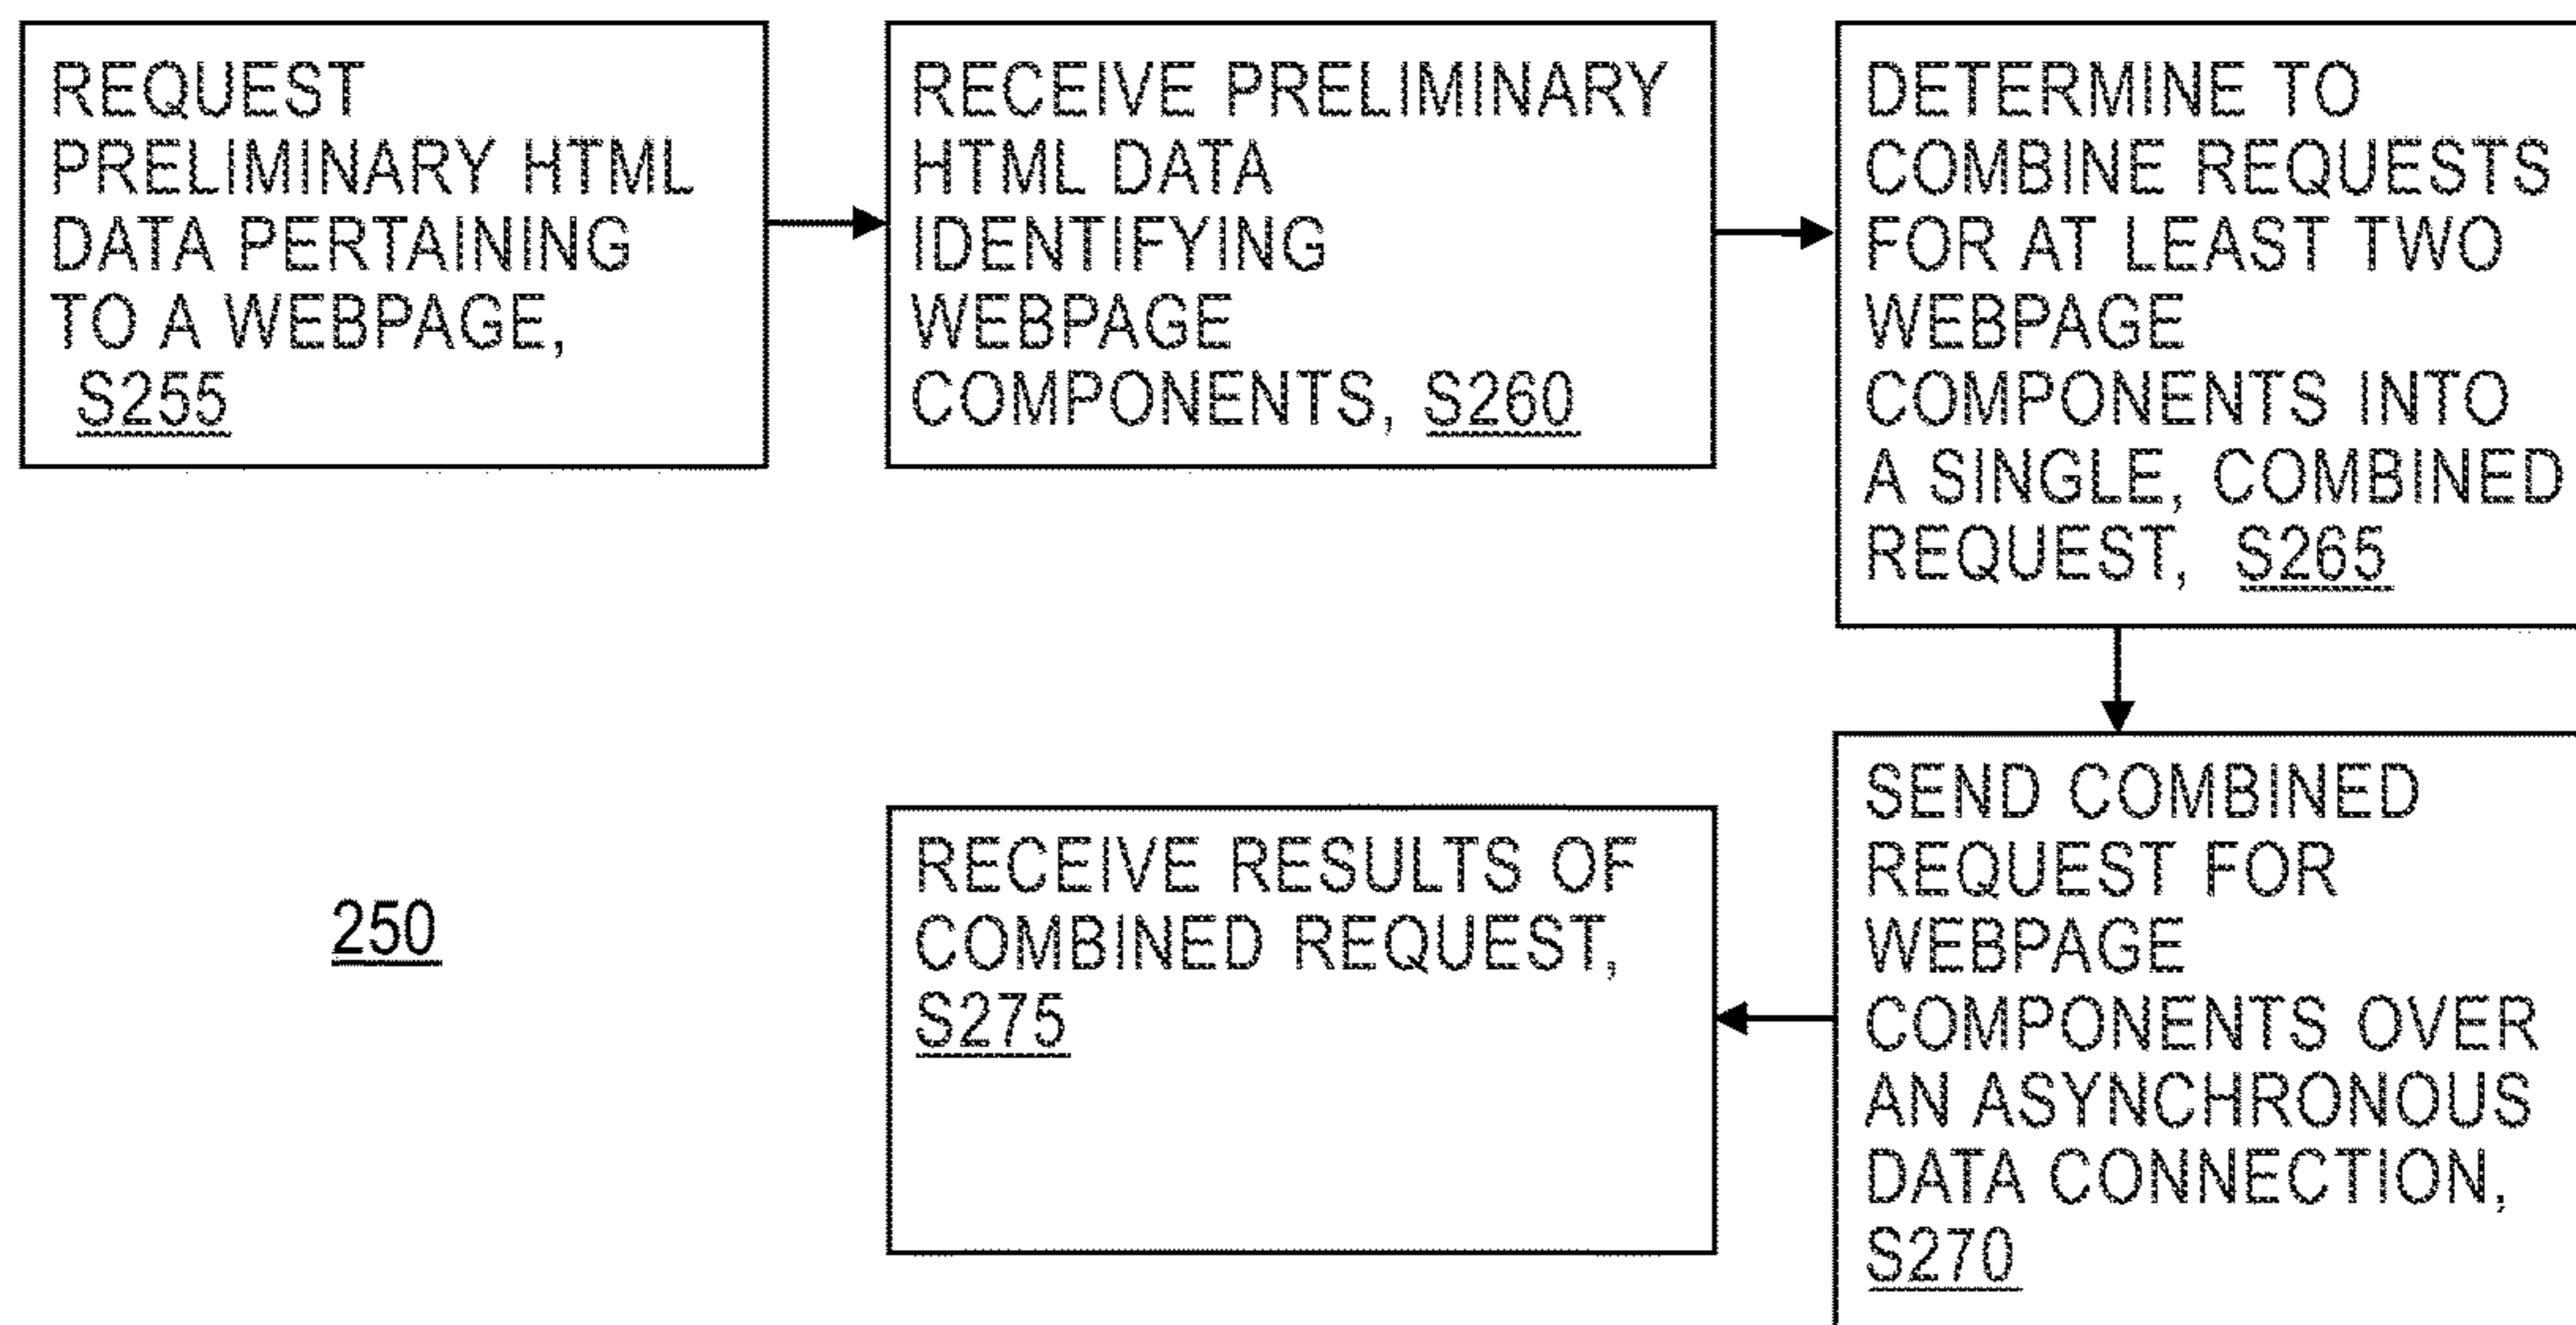 REQUEST
PRELIMINARY HTML
DATA PERTAINING
TO A WEBPAGE,
S255
RECEIVE PRELIMINARY
HTML DATA
IDENTIFYING
WEBPAGE
COMPONENTS, S260
DETERMINE TO
COMBINE REQUESTS
FOR AT LEAST TWO
WEBPAGE
COMPONENTS INTO
A SINGLE, COMBINED
REQUEST, S265
SEND COMBINED
REQUEST FOR
WEBPAGE
COMPONENTS OVER
AN ASYNCHRONOUS
DATA CONNECTION,
S270
RECEIVE RESULTS OF
COMBINED REQUEST,
S275
250